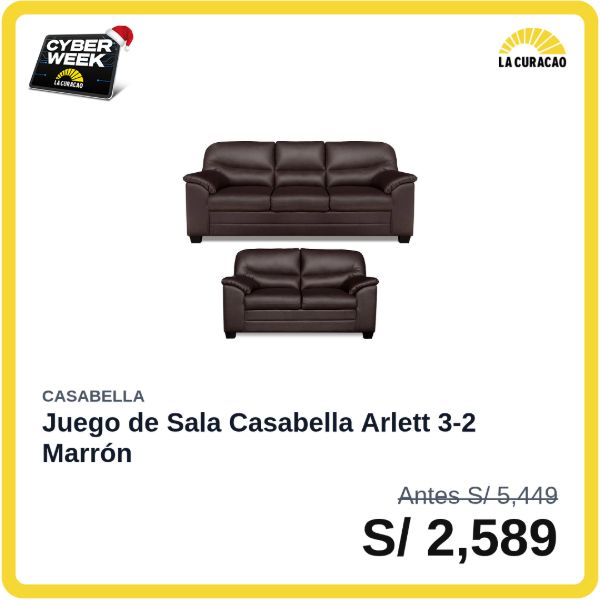 CYBER
WEEK
LA CURACAO
LA CURACAO
CASABELLA
Juego de Sala Casabella Arlett 3-2
Marrón
Antes S/ 5,449
S/ 2,589